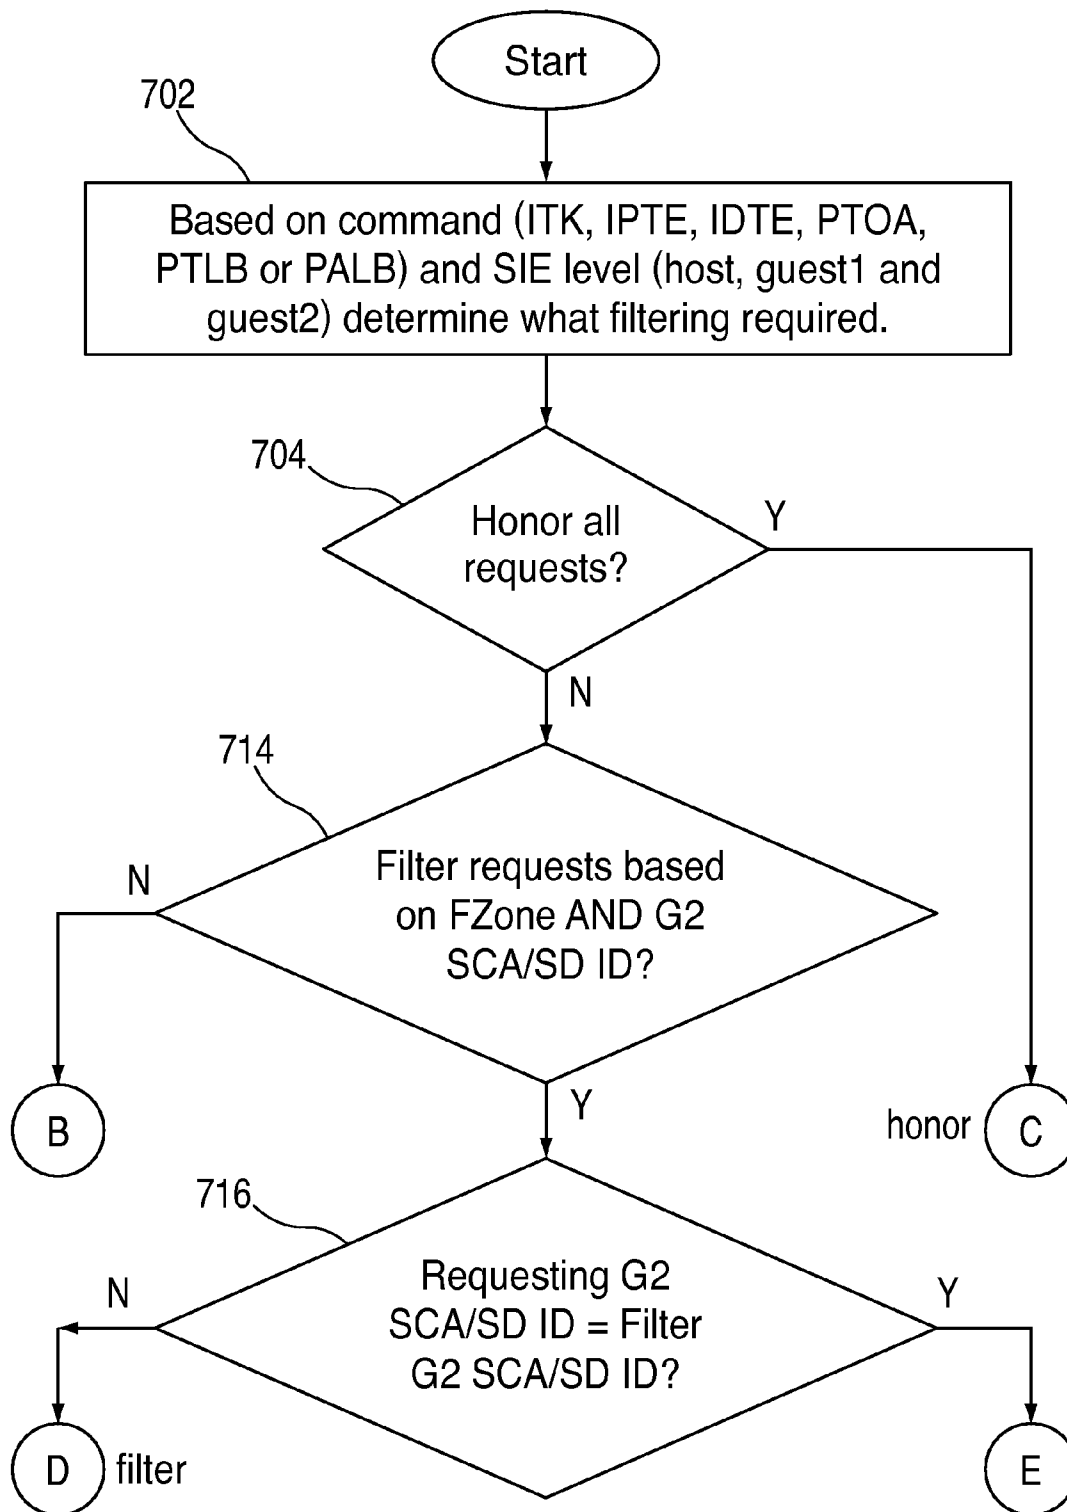 Start
702
Based on command (ITK, IPTE, IDTE, PTOA,
PTLB or PALB) and SIE level (host, guest1 and
guest2) determine what filtering required.
704
Honor all
requests?
Y
N
714
Filter requests based
on FZone AND G2
SCA/SD ID?
N
Y
B
honor
C
716
Requesting G2
SCA/SD ID = Filter
G2 SCA/SD ID?
N
Y
D
filter
E